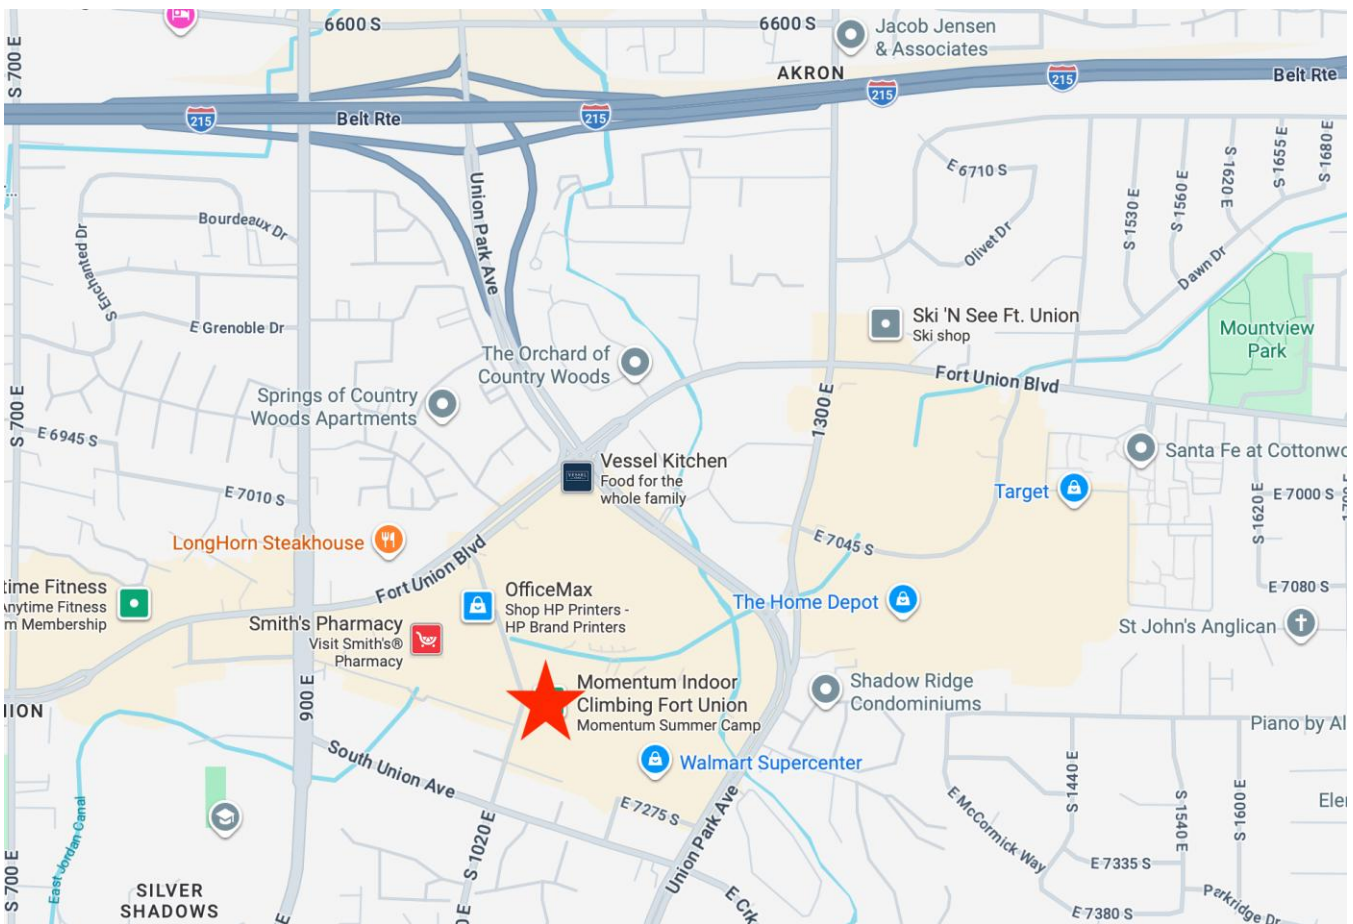 6600 S
6600 S
Jacob Jensen
& Associates
S 700 E
AKRON
215
Belt Rte
215
215
215
Belt Rte
E 6710 S
S 1530 E
S 1560 E
S 1620 E
S 1655 E
S 1680 E
Union Park Ave
Bourdeaux Dr
S Enchanted Dr
Olivet Dr
Dawn Dr
E Grenoble Dr
Ski 'N See Ft. Union
Ski shop
Mountview
Park
The Orchard of
Country Woods
Fort Union Blvd
Springs of Country
Woods Apartments
S 700 E
1300 E
E 6945 S
Santa Fe at Cottonwo
Vessel Kitchen
Food for the
whole family
E 7010 S
Target
E 7000 S
S 1620 E
LongHorn Steakhouse
E 7045 S
Fort Union Blvd
time Fitness
Anytime Fitness
m Membership
OfficeMax
Shop HP Printers -
HP Brand Printers
E 7080 S
The Home Depot
Smith's Pharmacy
Visit Smith's®
Pharmacy
St John's Anglican
900 E
Momentum Indoor
Climbing Fort Union
Momentum Summer Camp
Shadow Ridge
Condominiums
NION
Piano by Al
South Union Ave
Walmart Supercenter
E 7275 S
Union Park Ave
S 1020 E
E McCormick Way
S 1440 E
S 1540 E
S 1600 E
Ele
East Jordan Canal
S 700 E
E 7335 S
SILVER
SHADOWS
E Crk
Parkridge Dr
E 7380 S